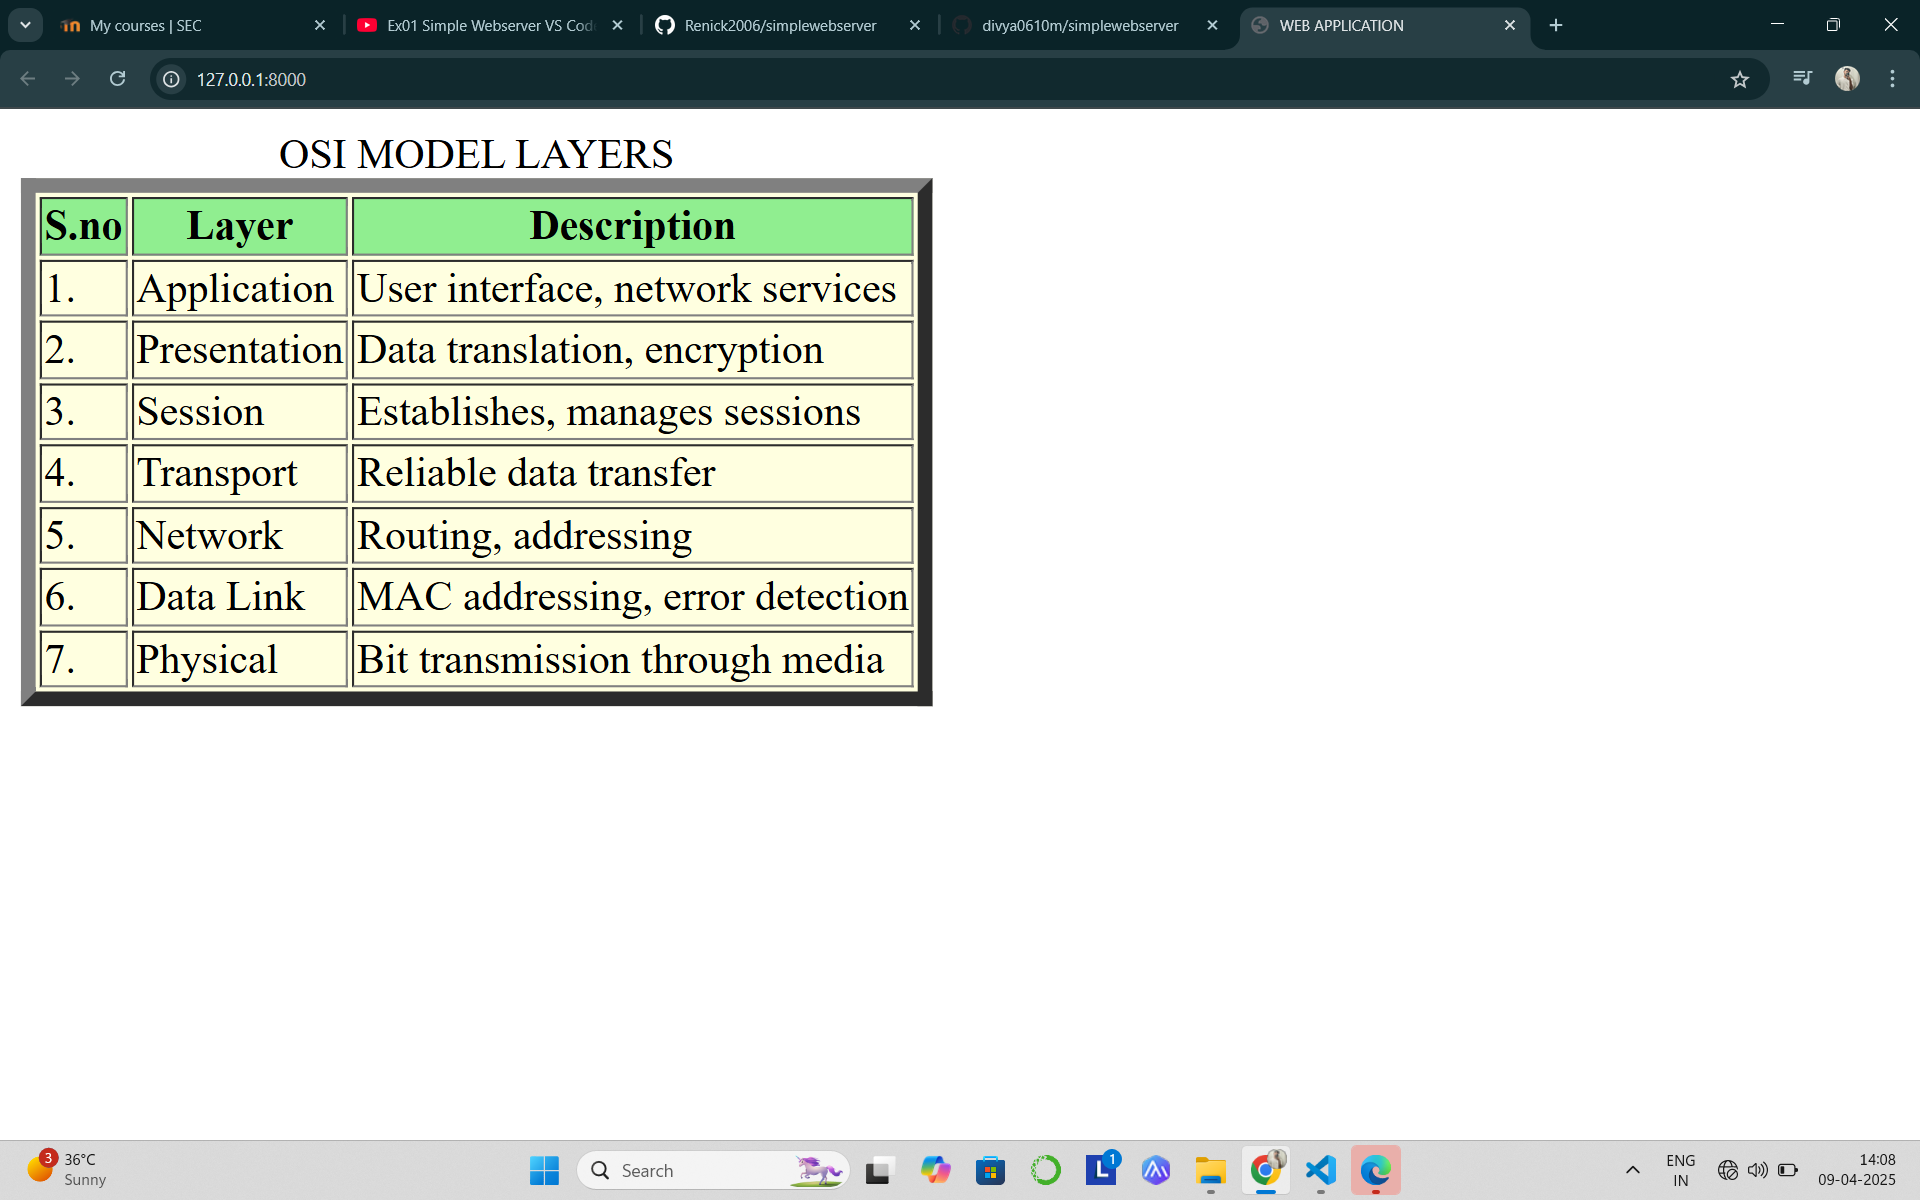 My courses | SEC
Ex01 Simple Webserver VS Cod
Renick2006/simplewebserver
divya0610m/simplewebserver
WEB APPLICATION
127.0.0.1:8000
OSI MODEL LAYERS
S.no Layer Description
1. Application User interface, network services
2. Presentation Data translation, encryption
3. Session Establishes, manages sessions
4. Transport Reliable data transfer
5. Network Routing, addressing
6. Data Link MAC addressing, error detection
7. Physical Bit transmission through media
3
36°C
Sunny
Search
L 1
ENG
IN
14:08
09-04-2025